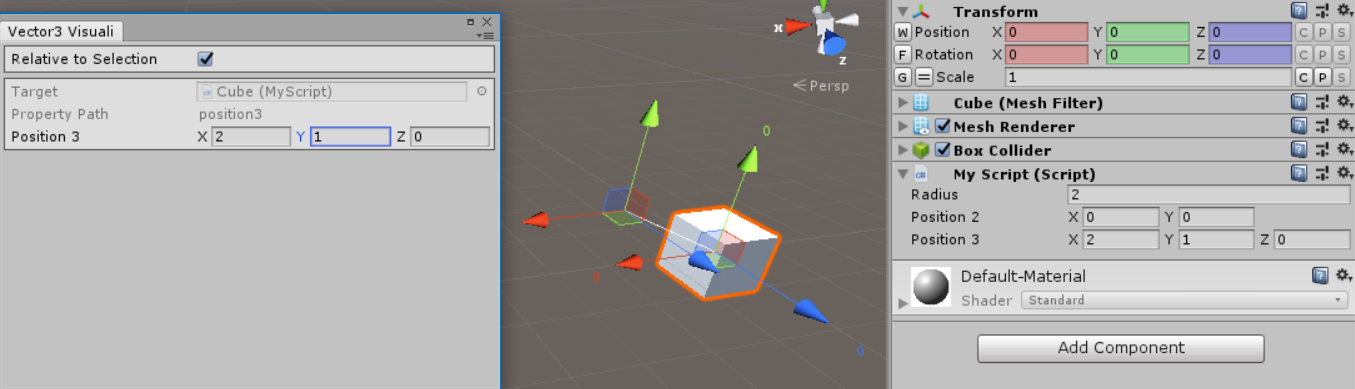 Vector3 Visuali
Relative to Selection
Target Cube (MyScript)
Property Path position3
Position 3 X 2 Y 1 Z 0
x
z
Persp
0
0
0
Transform
W Position X 0 Y 0 Z 0 C P S
F Rotation X 0 Y 0 Z 0 C P S
G Scale 1 C P S
Cube (Mesh Filter)
Mesh Renderer
Box Collider
C# My Script (Script)
Radius 2
Position 2 X 0 Y 0
Position 3 X 2 Y 1 Z 0
Default-Material
Shader Standard
Add Component